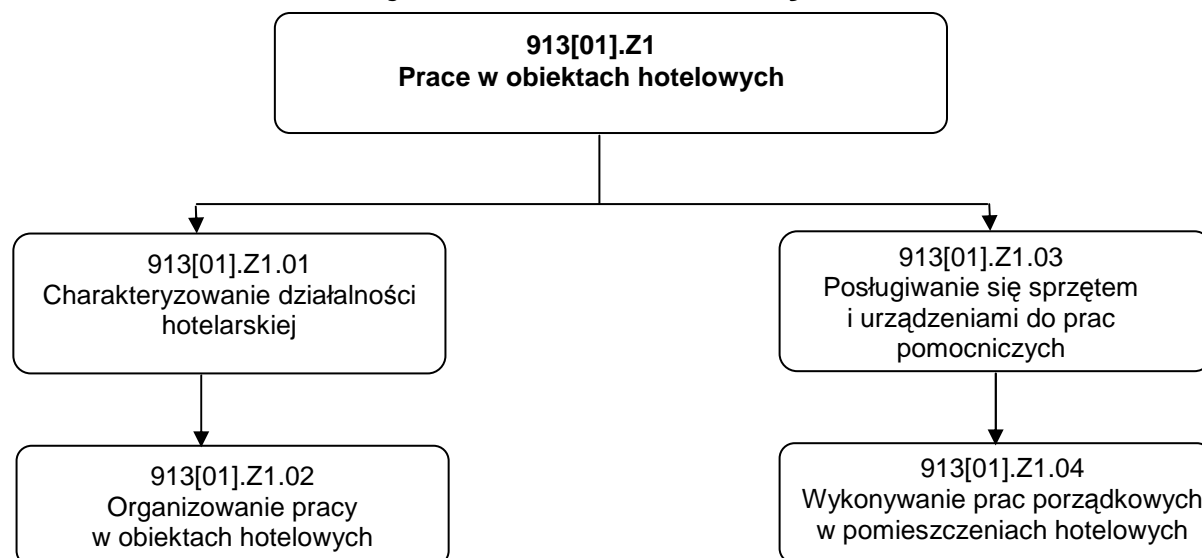 913[01].Z1
Prace w obiektach hotelowych
913[01].Z1.01
Charakteryzowanie działalności
hotelarskiej
913[01].Z1.03
Posługiwanie się sprzętem
i urządzeniami do prac
pomocniczych
913[01].Z1.02
Organizowanie pracy
w obiektach hotelowych
913[01].Z1.04
Wykonywanie prac porządkowych
w pomieszczeniach hotelowych